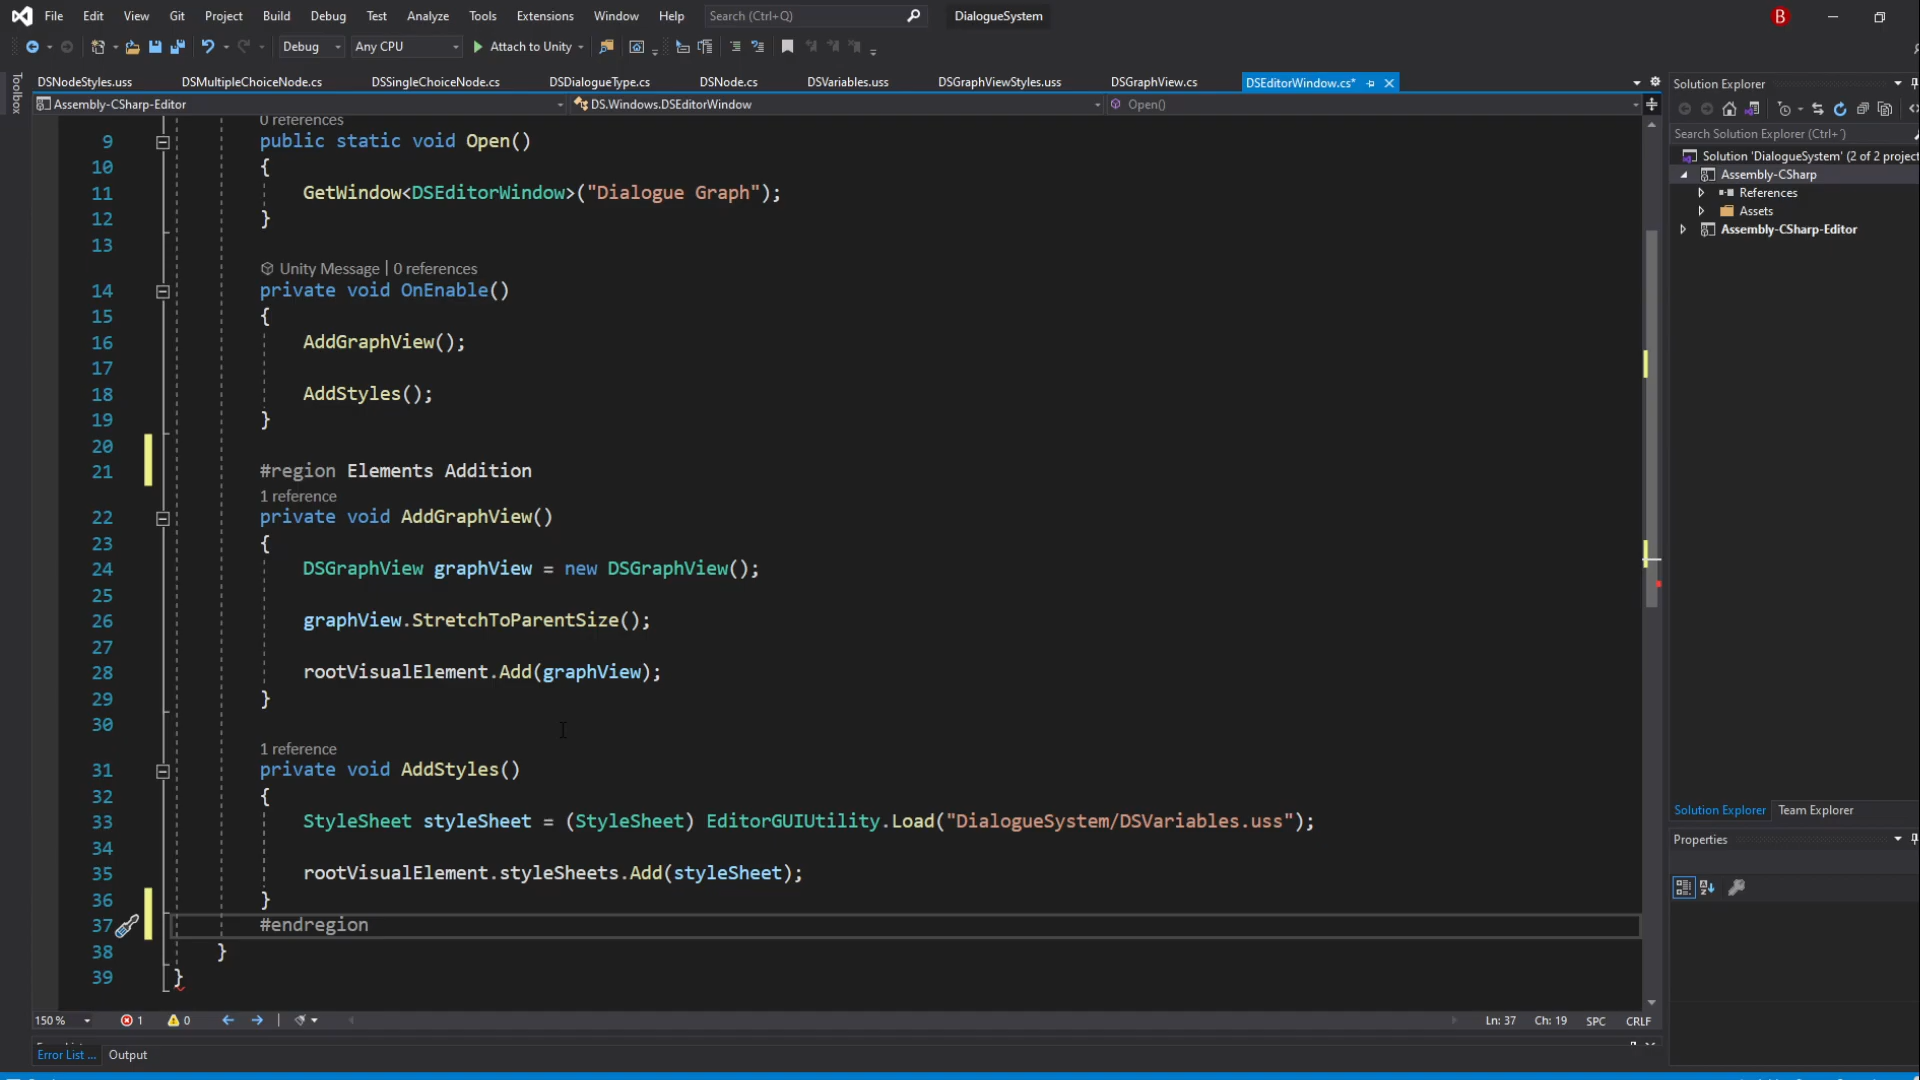 File Edit View Git Project Build Debug Test Analyze Tools Extensions Window Help Search (Ctrl+Q) DialogueSystem B
Debug Any CPU Attach to Unity
DSNodeStyles.uss DSMultipleChoiceNode.cs DSSingleChoiceNode.cs DSDialogueType.cs DSNode.cs DSVariables.uss DSGraphViewStyles.uss DSGraphView.cs DSEditorWindow.cs*
Toolbox
Assembly-CSharp-Editor DS.Windows.DSEditorWindow Open()
0 references
9 public static void Open()
10 {
11 GetWindow<DSEditorWindow>("Dialogue Graph");
12 }
13
Unity Message | 0 references
14 private void OnEnable()
15 {
16 AddGraphView();
17
18 AddStyles();
19 }
20
21 #region Elements Addition
1 reference
22 private void AddGraphView()
23 {
24 DSGraphView graphView = new DSGraphView();
25
26 graphView.StretchToParentSize();
27
28 rootVisualElement.Add(graphView);
29 }
30
1 reference
31 private void AddStyles()
32 {
33 StyleSheet styleSheet = (StyleSheet) EditorGUIUtility.Load("DialogueSystem/DSVariables.uss");
34
35 rootVisualElement.styleSheets.Add(styleSheet);
36 }
37 #endregion
38 }
39 }
150 % 1 0 Ln: 37 Ch: 19 SPC CRLF
Error List ... Output
Solution Explorer
Search Solution Explorer (Ctrl+´)
Solution 'DialogueSystem' (2 of 2 project
Assembly-CSharp
References
Assets
Assembly-CSharp-Editor
Solution Explorer Team Explorer
Properties